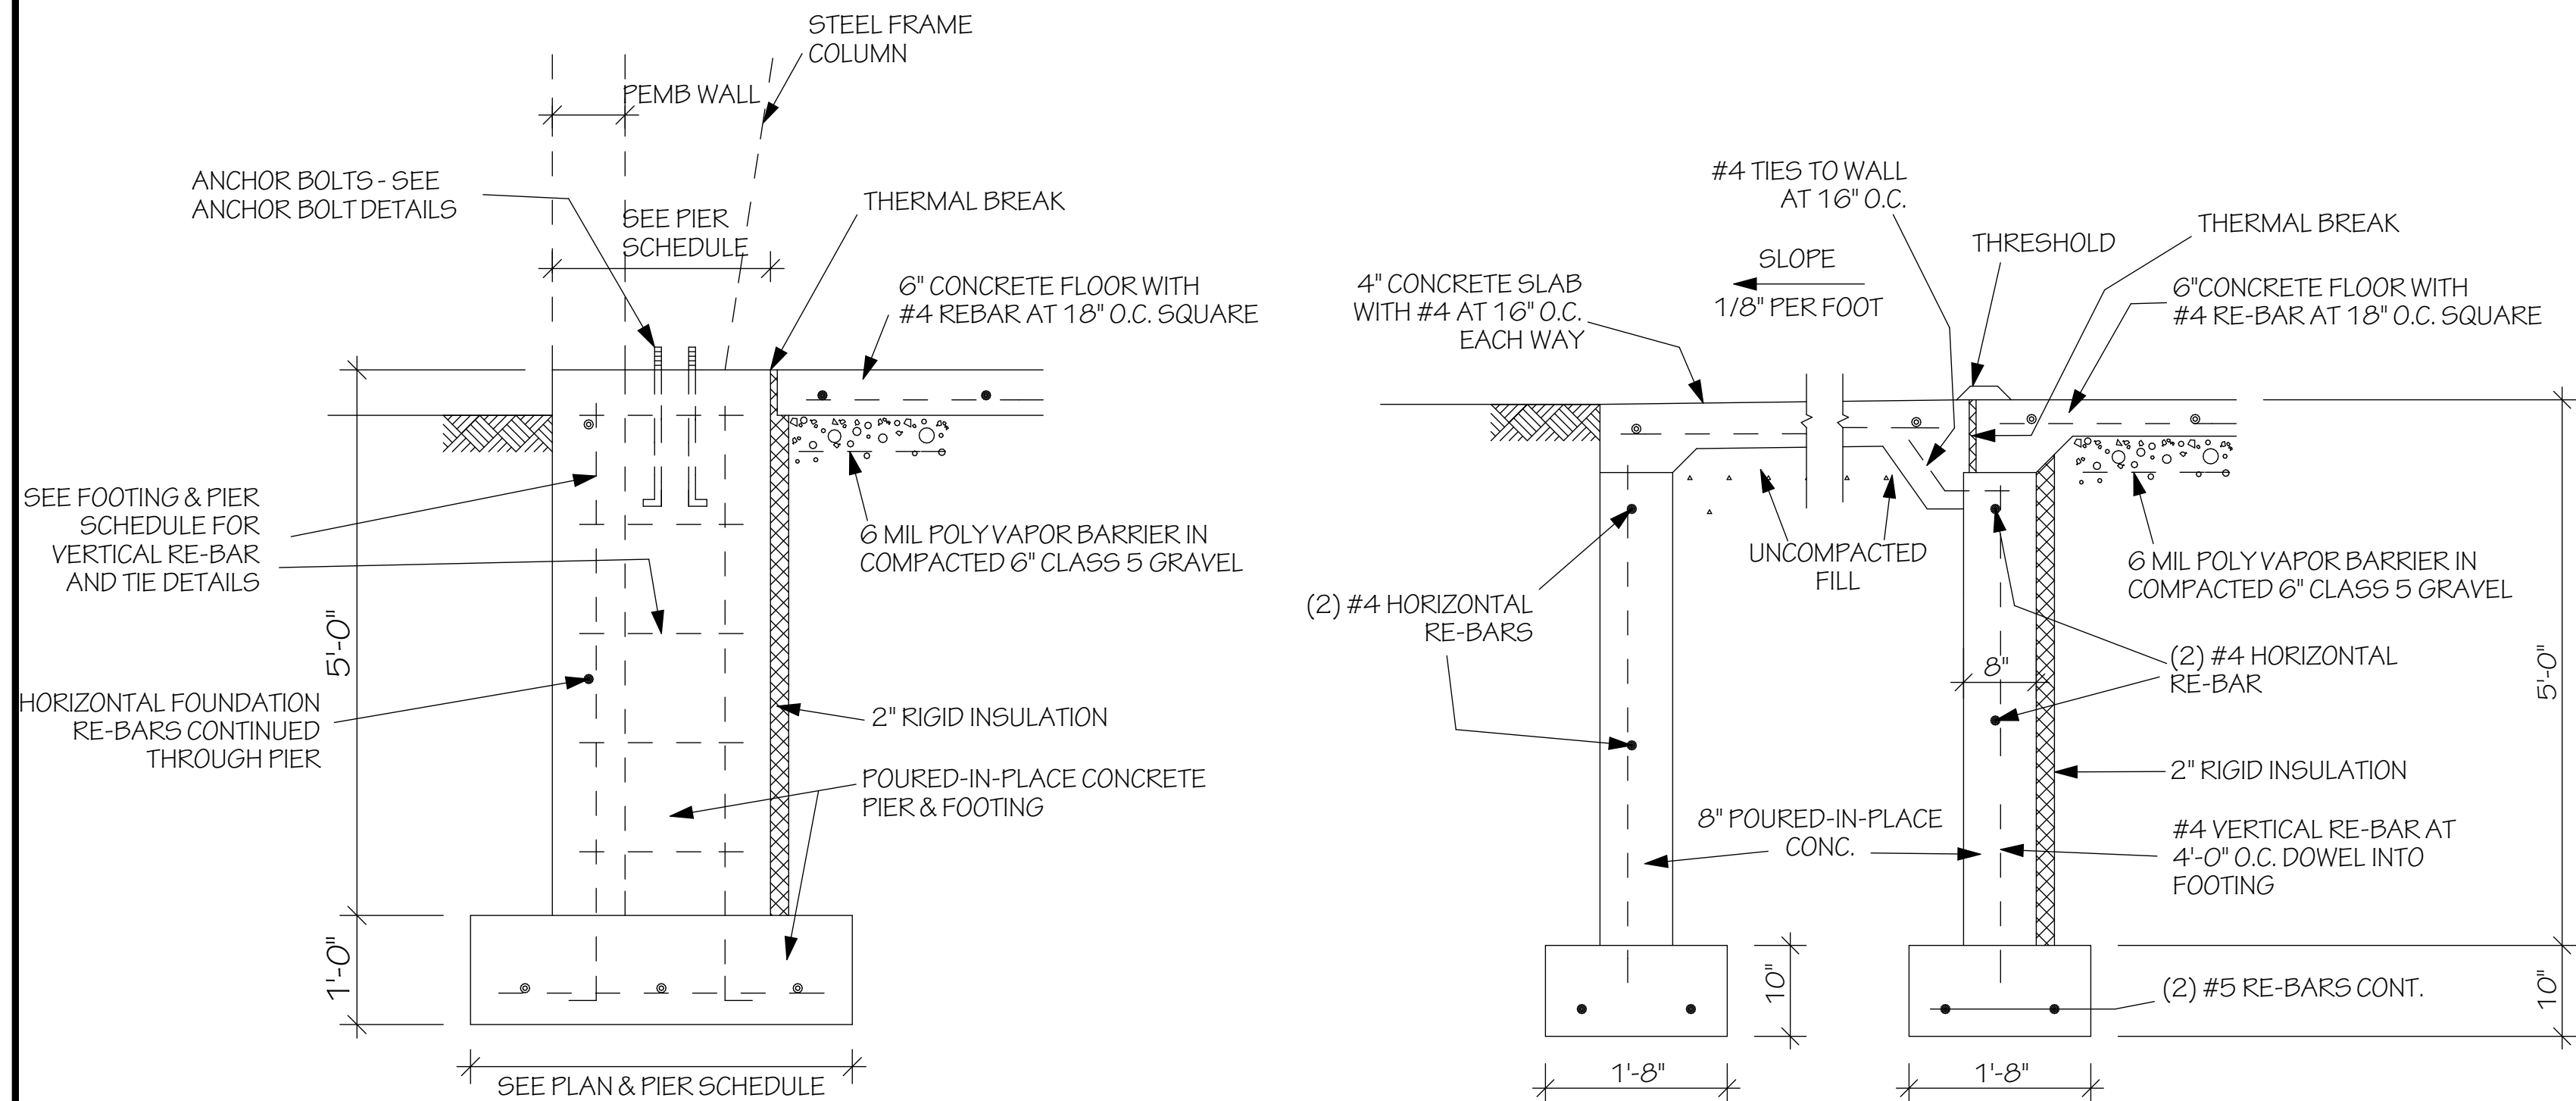 STEEL FRAME
COLUMN
PEMB WALL
ANCHOR BOLTS - SEE
ANCHOR BOLT DETAILS
SEE PIER
SCHEDULE
THERMAL BREAK
6" CONCRETE FLOOR WITH
#4 REBAR AT 18" O.C. SQUARE
SEE FOOTING & PIER
SCHEDULE FOR
VERTICAL RE-BAR
AND TIE DETAILS
6 MIL POLY VAPOR BARRIER IN
COMPACTED 6" CLASS 5 GRAVEL
5'-0"
HORIZONTAL FOUNDATION
RE-BARS CONTINUED
THROUGH PIER
2" RIGID INSULATION
POURED-IN-PLACE CONCRETE
PIER & FOOTING
1'-0"
SEE PLAN & PIER SCHEDULE
#4 TIES TO WALL
AT 16" O.C.
THERMAL BREAK
THRESHOLD
SLOPE
1/8" PER FOOT
4" CONCRETE SLAB
WITH #4 AT 16" O.C.
EACH WAY
6"CONCRETE FLOOR WITH
#4 RE-BAR AT 18" O.C. SQUARE
UNCOMPACTED
FILL
6 MIL POLY VAPOR BARRIER IN
COMPACTED 6" CLASS 5 GRAVEL
(2) #4 HORIZONTAL
RE-BARS
8"
(2) #4 HORIZONTAL
RE-BAR
5'-0"
2" RIGID INSULATION
8" POURED-IN-PLACE
CONC.
#4 VERTICAL RE-BAR AT
4'-0" O.C. DOWEL INTO
FOOTING
10"
(2) #5 RE-BARS CONT.
10"
1'-8"
1'-8"